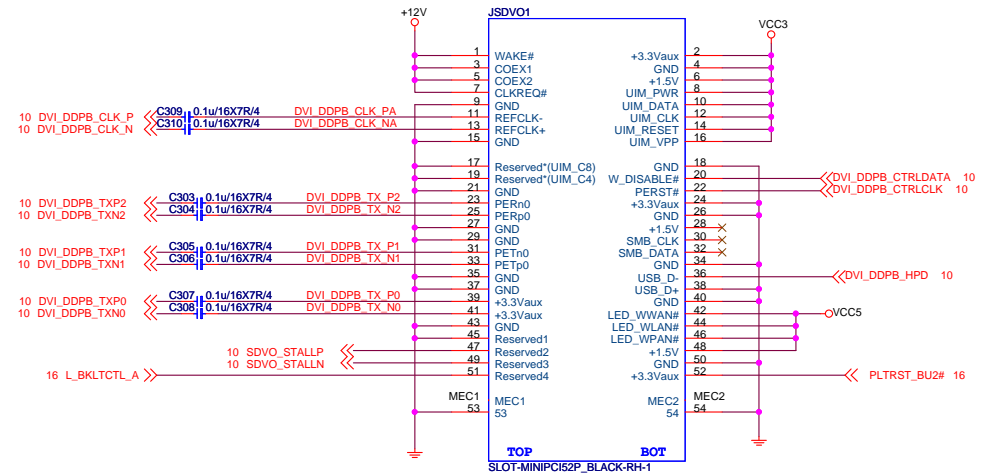 +12V
JSDVO1
VCC3
1 WAKE# +3.3Vaux 2
3 COEX1 GND 4
5 COEX2 +1.5V 6
7 CLKREQ# UIM_PWR 8
9 GND UIM_DATA 10
10 DVI_DDPB_CLK_P C309 0.1u/16X7R/4 DVI_DDPB_CLK_PA 11 REFCLK- UIM_CLK 12
10 DVI_DDPB_CLK_N C310 0.1u/16X7R/4 DVI_DDPB_CLK_NA 13 REFCLK+ UIM_RESET 14
15 GND UIM_VPP 16
17 Reserved*(UIM_C8) GND 18
19 Reserved*(UIM_C4) W_DISABLE# 20 DVI_DDPB_CTRLDATA 10
21 GND PERST# 22 DVI_DDPB_CTRLCLK 10
10 DVI_DDPB_TXP2 C303 0.1u/16X7R/4 DVI_DDPB_TX_P2 23 PERn0 +3.3Vaux 24
10 DVI_DDPB_TXN2 C304 0.1u/16X7R/4 DVI_DDPB_TX_N2 25 PERp0 GND 26
27 GND +1.5V 28
29 GND SMB_CLK 30
10 DVI_DDPB_TXP1 C305 0.1u/16X7R/4 DVI_DDPB_TX_P1 31 PETn0 SMB_DATA 32
10 DVI_DDPB_TXN1 C306 0.1u/16X7R/4 DVI_DDPB_TX_N1 33 PETp0 GND 34
35 GND USB_D- 36 DVI_DDPB_HPD 10
37 GND USB_D+ 38
10 DVI_DDPB_TXP0 C307 0.1u/16X7R/4 DVI_DDPB_TX_P0 39 +3.3Vaux GND 40
10 DVI_DDPB_TXN0 C308 0.1u/16X7R/4 DVI_DDPB_TX_N0 41 +3.3Vaux LED_WWAN# 42 VCC5
43 GND LED_WLAN# 44
45 Reserved1 LED_WPAN# 46
10 SDVO_STALLP 47 Reserved2 +1.5V 48
10 SDVO_STALLN 49 Reserved3 GND 50
16 L_BKLTCTL_A 51 Reserved4 +3.3Vaux 52 PLTRST_BU2# 16
MEC1 MEC1 MEC2 MEC2
53 53 54 54
TOP BOT
SLOT-MINIPCI52P_BLACK-RH-1